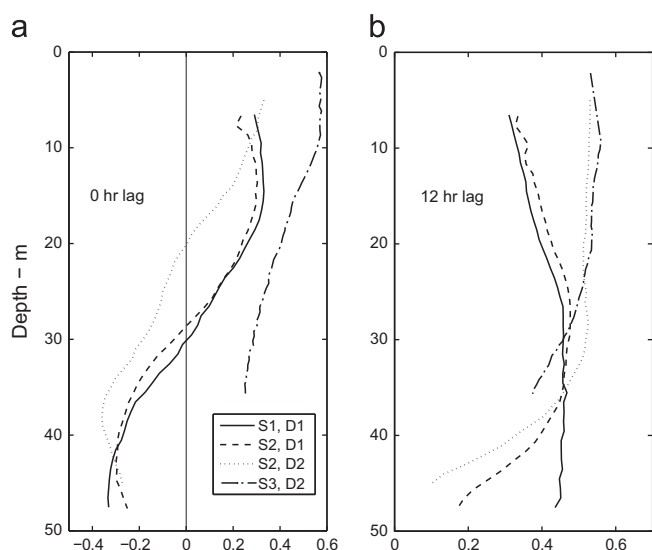 a
b
0
10
20
30
40
50
Depth – m
0 hr lag
S1, D1
S2, D1
S2, D2
S3, D2
−0.4 −0.2 0 0.2 0.4 0.6
0
10
20
30
40
50
12 hr lag
0 0.2 0.4 0.6